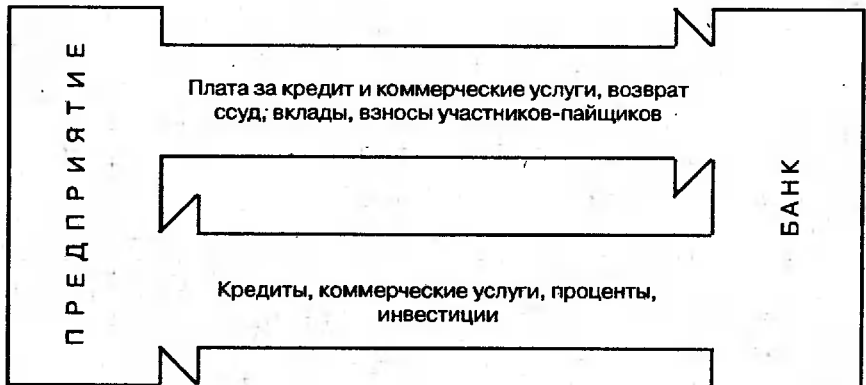 ПРЕДПРИЯТИЕ
Плата за кредит и коммерческие услуги, возврат
ссуд; вклады, взносы участников-пайщиков
БАНК
Кредиты, коммерческие услуги, проценты,
инвестиции